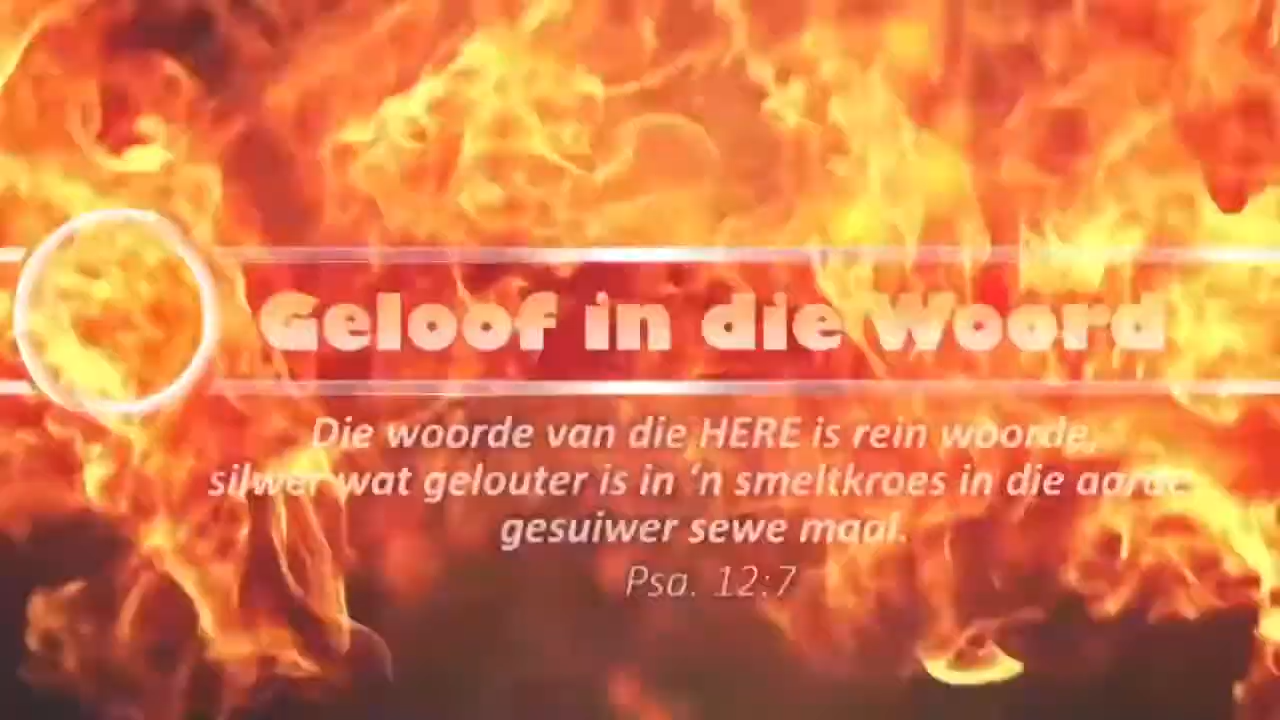 Geloof in die Woord
Die woorde van die HERE is rein woorde,
silwer wat gelouter is in ‘n smeltkroes in die aarde
gesuiwer sewe maal.
Psa. 12:7